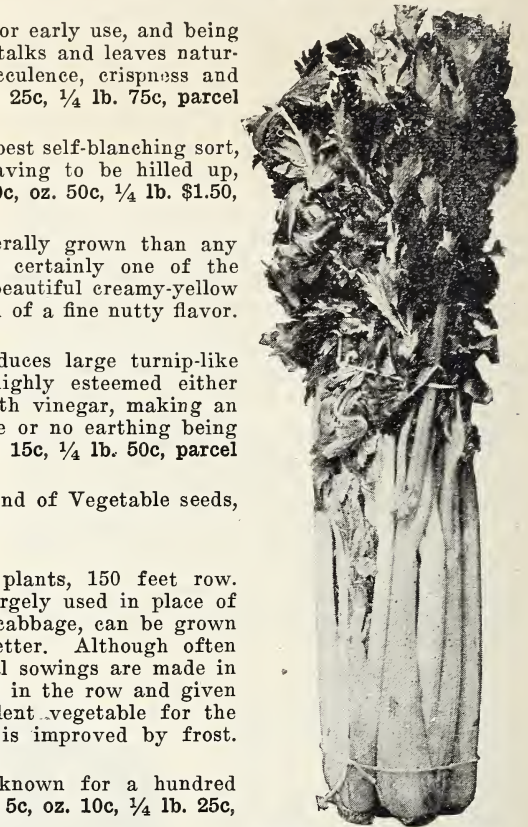 or early use, and being
talks and leaves natur-
cculence, crispness and
25c, ¼ lb. 75c, parcel
best self-blanching sort,
aving to be hilled up,
0c, oz. 50c, ¼ lb. $1.50,
erally grown than any
certainly one of the
beautiful creamy-yellow
of a fine nutty flavor.
duces large turnip-like
highly esteemed either
th vinegar, making an
e or no earthing being
15c, ¼ lb. 50c, parcel
nd of Vegetable seeds,
plants, 150 feet row.
rgely used in place of
cabbage, can be grown
etter. Although often
l sowings are made in
in the row and given
lent vegetable for the
is improved by frost.
known for a hundred
5c, oz. 10c, ¼ lb. 25c,